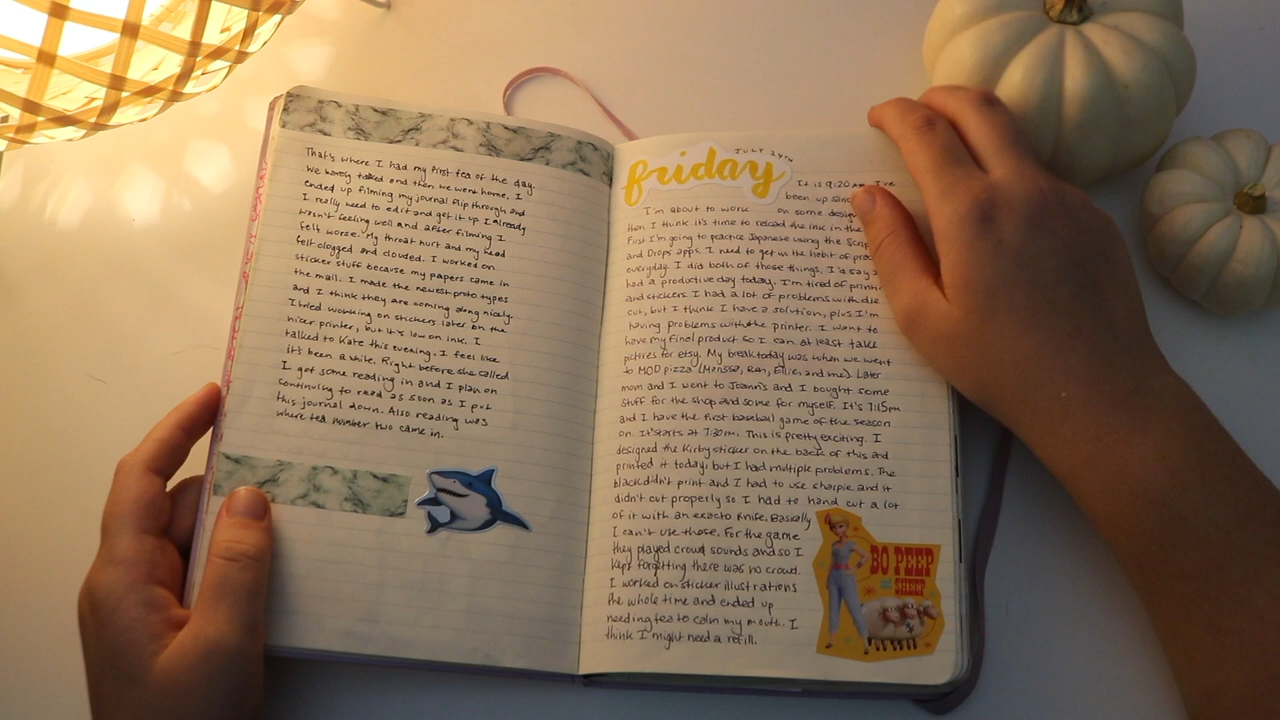 That's where I had my first tea of the day.
We barely talked and then we went home. I
ended up filming my journal flip through and
I really need to edit and get it up. I already
wasn't feeling well and after filming I
felt worse. My throat hurt and my head
felt clogged and clouded. I worked on
sticker stuff because my papers came in
the mail. I made the newest proto types
and I think they are coming along nicely.
I tried working on stickers later on the
nicer printer, but it's low on ink. I
talked to Kate this evening. I feel like
it's been a while. Right before she called
I got some reading in and I plan on
continuing to read as soon as I put
this journal down. Also reading was
where tea number two came in.
JULY 24TH
friday
It is 9:20 am. I've
been up since
I'm about to work on some design
then I think it's time to reload the ink in the
First I'm going to practice Japanese using the Script
and Drops apps. I need to get in the habit of
everyday. I did both of those things. I'd say I
had a productive day today. I'm tired of
and stickers. I had a lot of problems with die
cut, but I think I have a solution, plus I'm
having problems with the printer. I want to
have my final product so I can at least take
pictures for etsy. My break today was when we went
to MOD pizza (Marissa, Ben, Ellie and me). Later
mom and I went to Joann's and I bought some
stuff for the shop and some for myself. It's 7:15pm
and I have the first baseball game of the season
on. It starts at 7:30pm. This is pretty exciting. I
designed the Kirby sticker on the back of this and
printed it today, but I had multiple problems. The
black didn't print and I had to use sharpie and it
didn't cut properly so I had to hand cut a lot
of it with an exacto knife. Basically
I can't use those. For the game
they played crowd sounds and so I
kept forgetting there was no crowd.
I worked on sticker illustrations
the whole time and ended up
needing tea to calm my mouth. I
think I might need a refill.
BO PEEP
and SHEEP